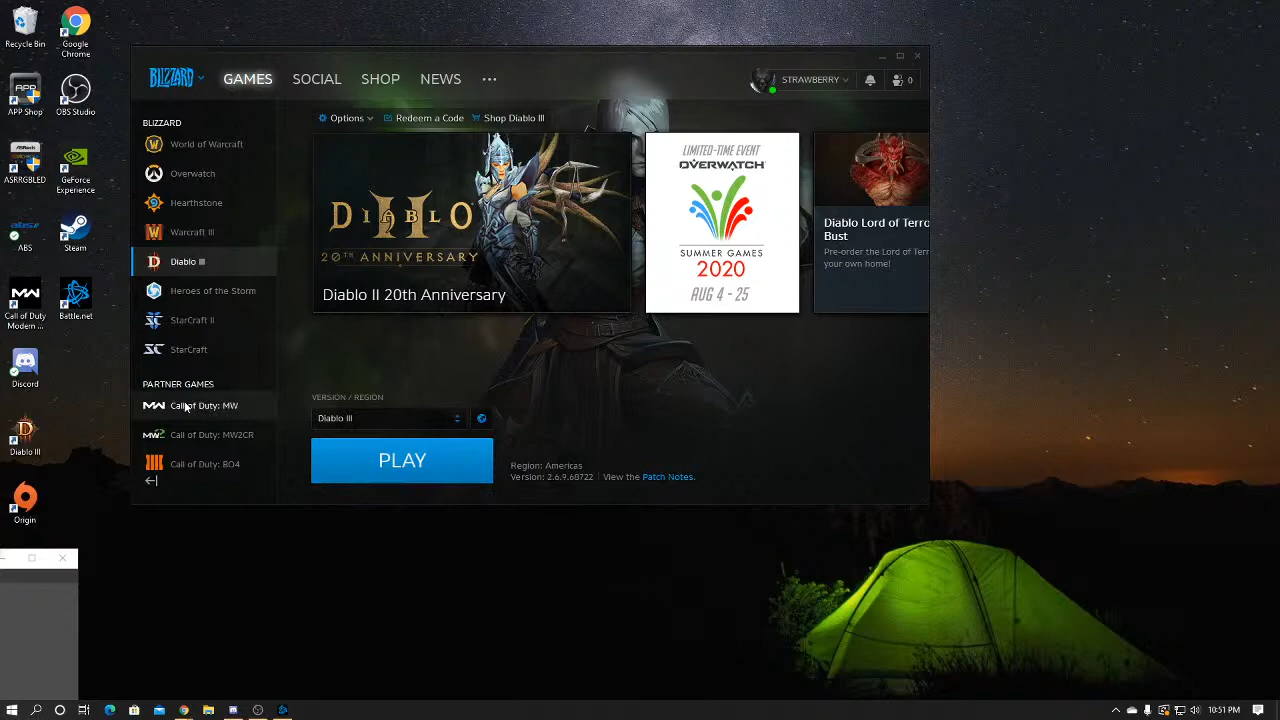 Recycle Bin
Google Chrome
APP Shop
OBS Studio
ASRRGBLED
GeForce Experience
ABS
Steam
Call of Duty Modern ...
Battle.net
Discord
Diablo III
Origin
BLIZZARD
GAMES
SOCIAL
SHOP
NEWS
STRAWBERRY
0
BLIZZARD
World of Warcraft
Overwatch
Hearthstone
Warcraft III
Diablo III
Heroes of the Storm
StarCraft II
StarCraft
PARTNER GAMES
Call of Duty: MW
Call of Duty: MW2CR
Call of Duty: BO4
Options
Redeem a Code
Shop Diablo III
DIABLO
II
20TH ANNIVERSARY
Diablo II 20th Anniversary
LIMITED-TIME EVENT
OVERWATCH
SUMMER GAMES
2020
AUG 4 - 25
Diablo Lord of Terro
Bust
Pre-order the Lord of Terr
your own home!
VERSION / REGION
Diablo III
PLAY
Region: Americas
Version: 2.6.9.68722
View the Patch Notes.
10:51 PM